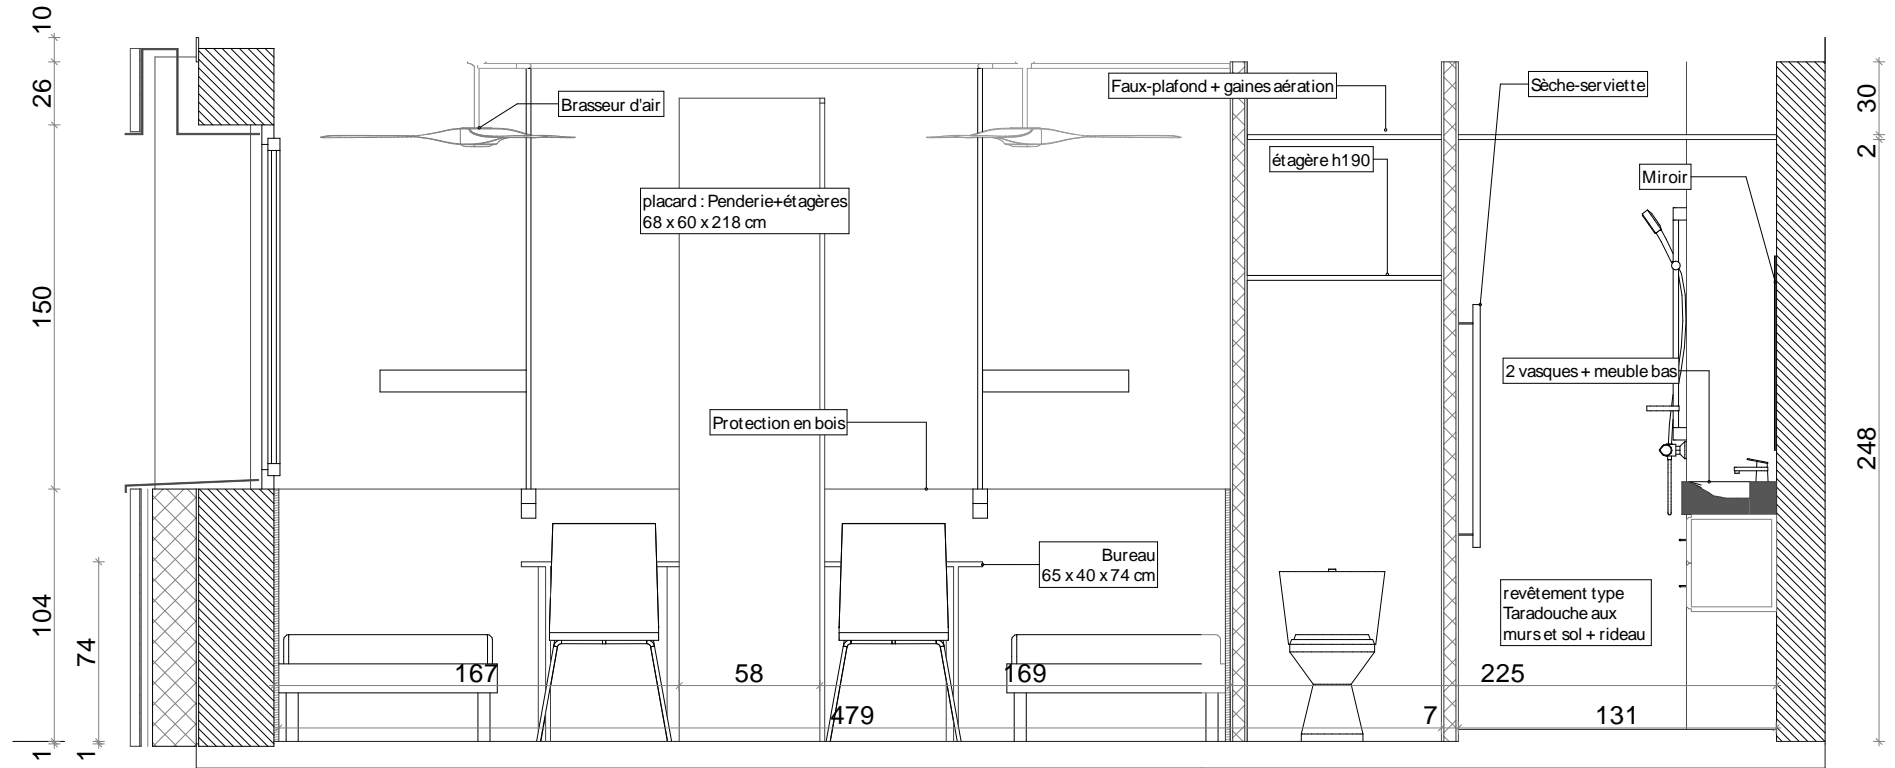 10
26
150
104
74
1
1
Brasseur d'air
placard : Penderie+étagères
68 x 60 x 218 cm
Protection en bois
Bureau
65 x 40 x 74 cm
Faux-plafond + gaines aération
étagère h190
Sèche-serviette
Miroir
2 vasques + meuble bas
revêtement type
Taradouche aux
murs et sol + rideau
167
58
169
225
479
7
131
30
2
248